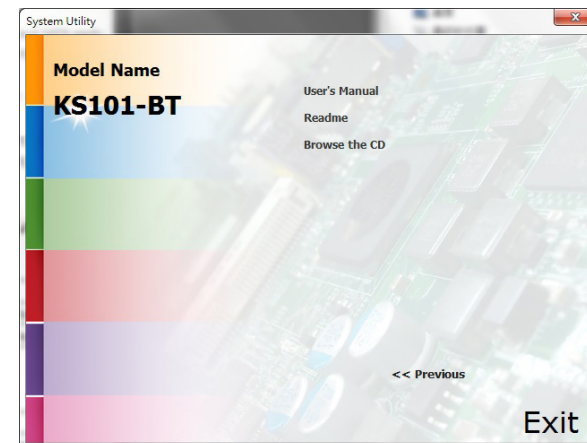 System Utility
Model Name
KS101-BT
User's Manual
Readme
Browse the CD
<< Previous
Exit